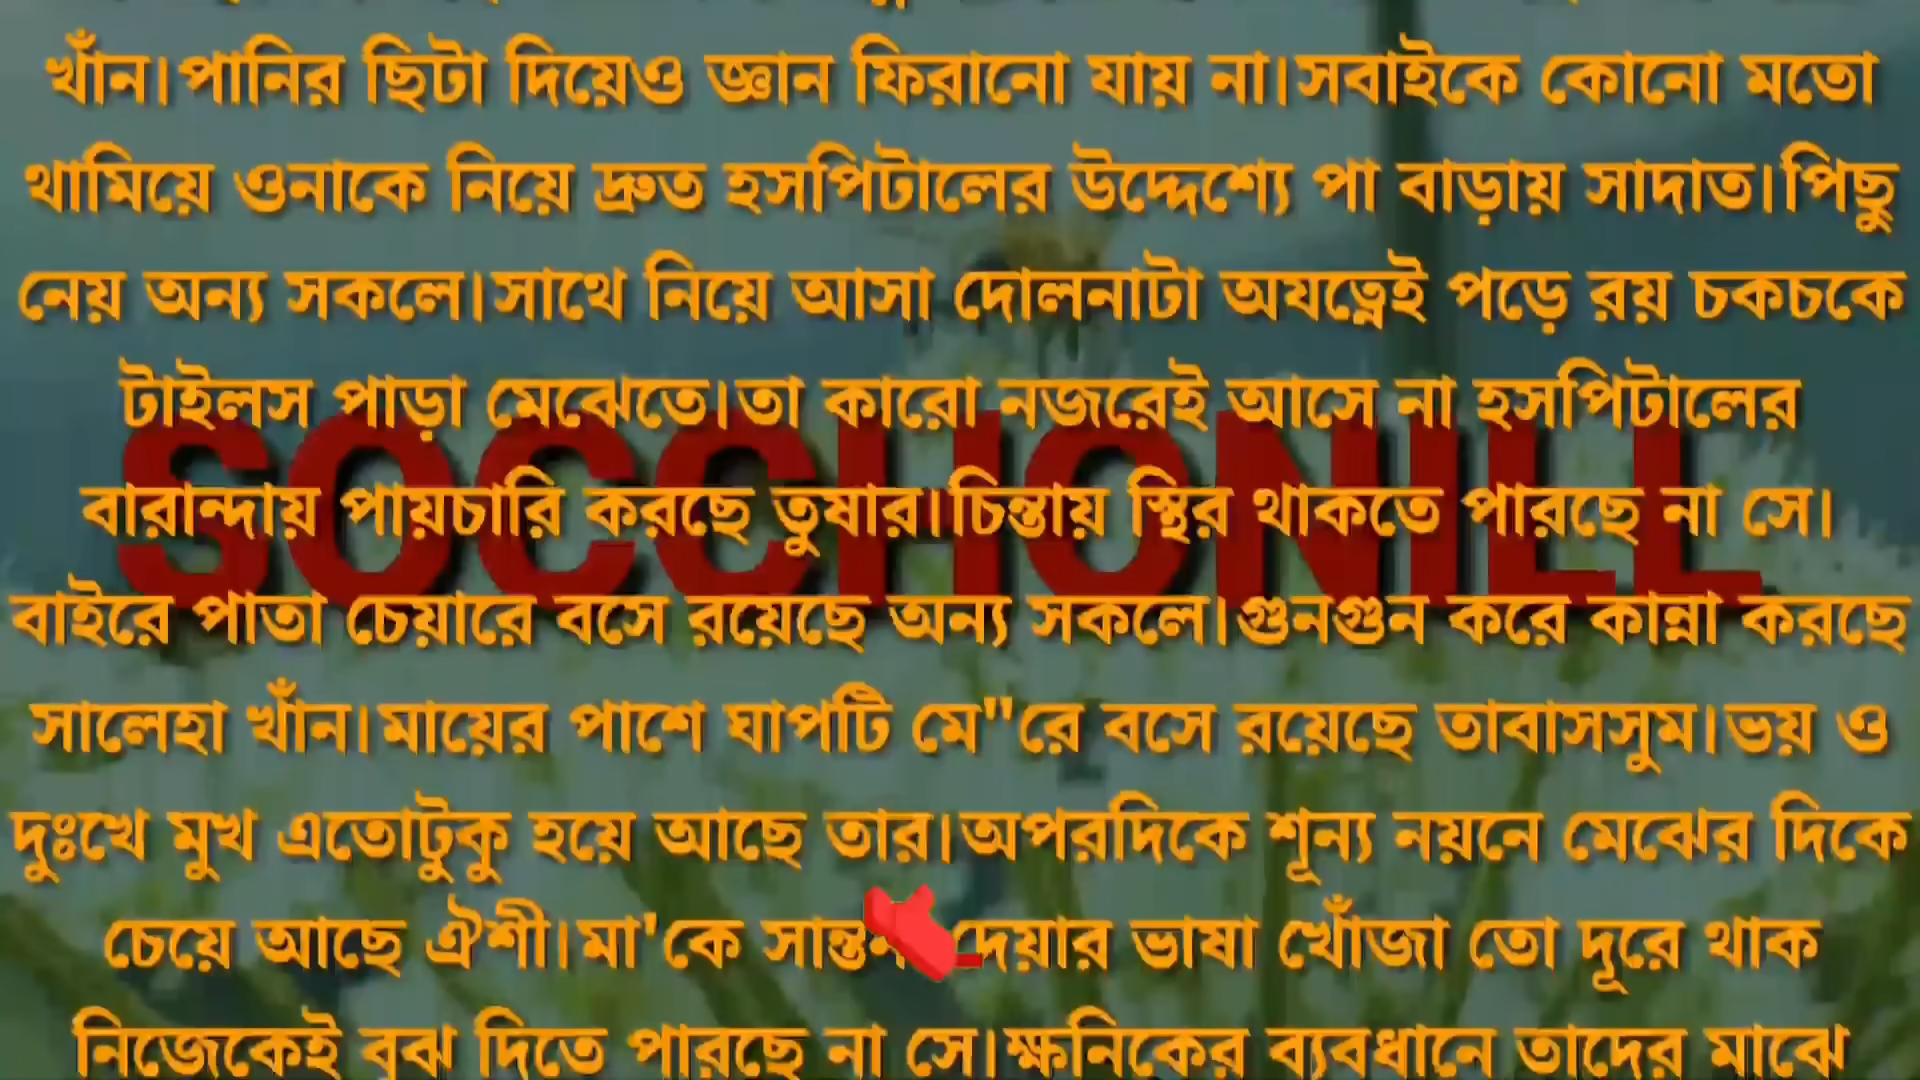 খাঁন।পানির ছিটা দিয়েও জ্ঞান ফিরানো যায় না।সবাইকে কোনো মতো
থামিয়ে ওনাকে নিয়ে দ্রুত হসপিটালের উদ্দেশ্যে পা বাড়ায় সাদাত।পিছু
নেয় অন্য সকলে।সাথে নিয়ে আসা দোলনাটা অযত্নেই পড়ে রয় চকচকে
টাইলস পাড়া মেঝেতে।তা কারো নজরেই আসে না হসপিটালের
SOCCHONILL
বারান্দায় পায়চারি করছে তুষার।চিন্তায় স্থির থাকতে পারছে না সে।
বাইরে পাতা চেয়ারে বসে রয়েছে অন্য সকলে।গুনগুন করে কান্না করছে
সালেহা খাঁন।মায়ের পাশে ঘাপটি মে"রে বসে রয়েছে তাবাসসুম।ভয় ও
দুঃখে মুখ এতোটুকু হয়ে আছে তার।অপরদিকে শূন্য নয়নে মেঝের দিকে
চেয়ে আছে ঐশী।মা'কে দেয়ার ভাষা খোঁজা তো দূরে থাক
নিজেকেই বুঝ দিতে পারছে না সে।ক্ষনিকের ব্যবধানে তাদের মাঝে